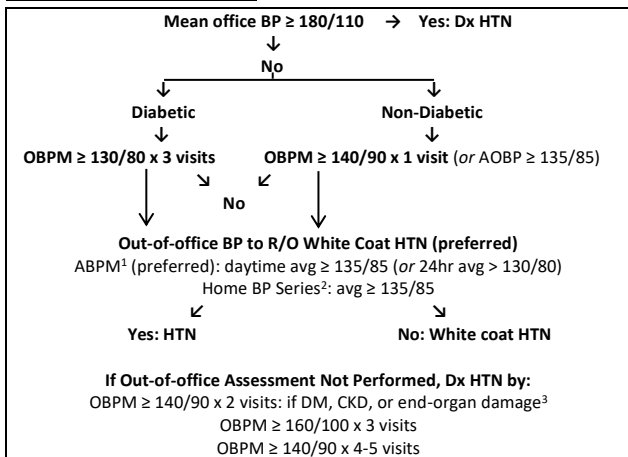 Mean office BP ≥ 180/110 → Yes: Dx HTN
No
Diabetic Non-Diabetic
OBPM ≥ 130/80 x 3 visits OBPM ≥ 140/90 x 1 visit (or AOBP ≥ 135/85)
No
Out-of-office BP to R/O White Coat HTN (preferred)
ABPM¹ (preferred): daytime avg ≥ 135/85 (or 24hr avg > 130/80)
Home BP Series²: avg ≥ 135/85
Yes: HTN No: White coat HTN
If Out-of-office Assessment Not Performed, Dx HTN by:
OBPM ≥ 140/90 x 2 visits: if DM, CKD, or end-organ damage³
OBPM ≥ 160/100 x 3 visits
OBPM ≥ 140/90 x 4-5 visits